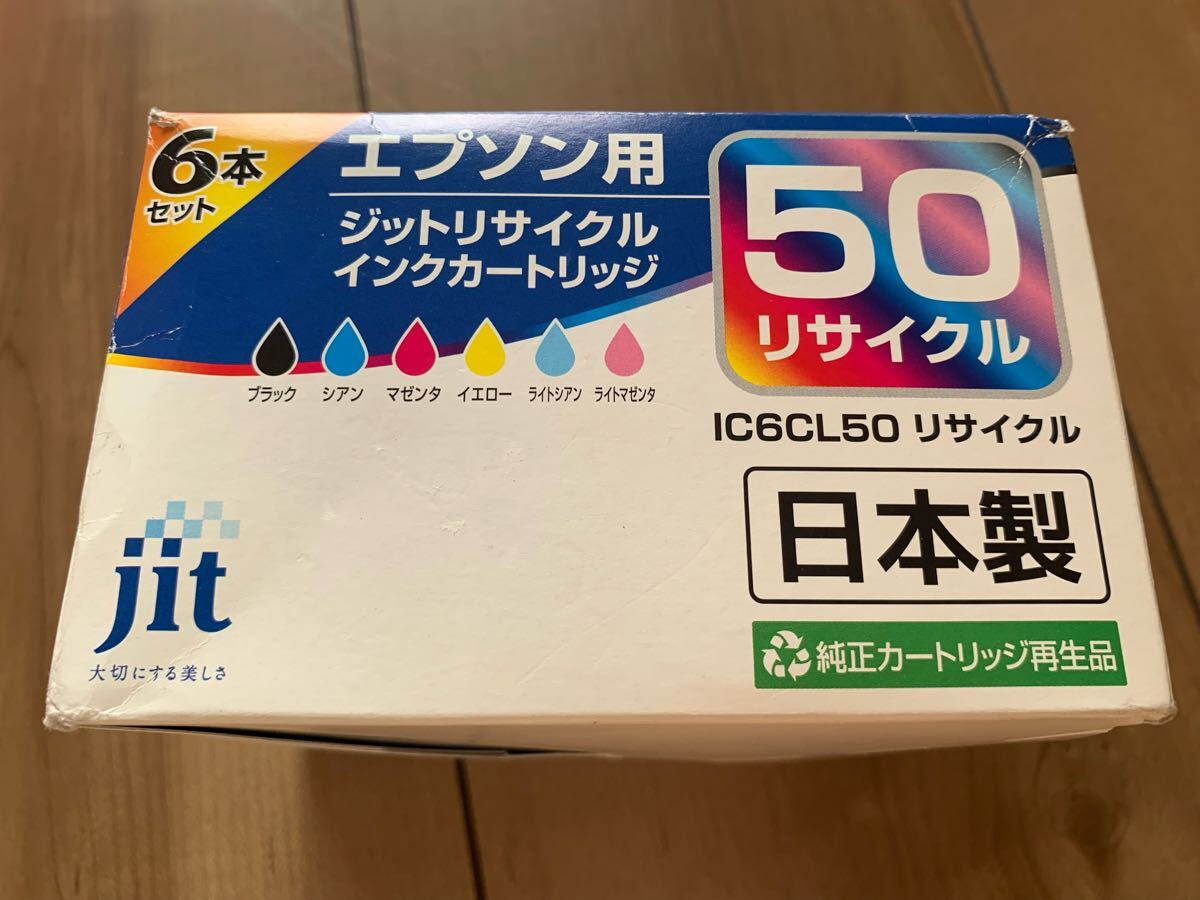 6本
セット
エプソン用
ジットリサイクル
インクカートリッジ
ブラック シアン マゼンタ イエロー ライトシアン ライトマゼンタ
50
リサイクル
IC6CL50 リサイクル
日本製
純正カートリッジ再生品
jit
大切にする美しさ